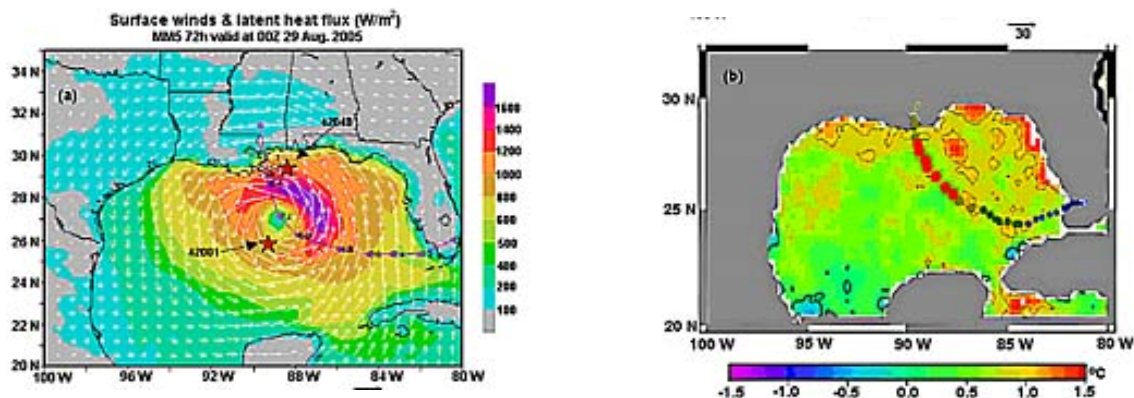 Surface winds & latent heat flux (W/m²)
MM5 72h valid at 00Z 29 Aug. 2005
34 N
32 N
30 N
28 N
26 N
24 N
22 N
20 N
(a)
42040
42001
100 W
96 W
92 W
88 W
84 W
80 W
1600
1400
1200
1000
800
600
500
400
300
200
100
30
(b)
30 N
25 N
20 N
100 W
95 W
90 W
85 W
80 W
-1.5
-1.0
-0.5
0.0
0.5
1.0
1.5
ºC